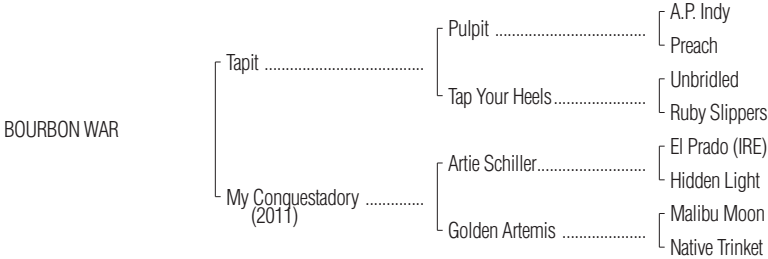 A.P. Indy
Pulpit ....................................
Preach
Tapit ......................................
Unbridled
Tap Your Heels......................
Ruby Slippers
BOURBON WAR
El Prado (IRE)
Artie Schiller..........................
Hidden Light
My Conquestadory ..............
(2011)
Malibu Moon
Golden Artemis ....................
Native Trinket